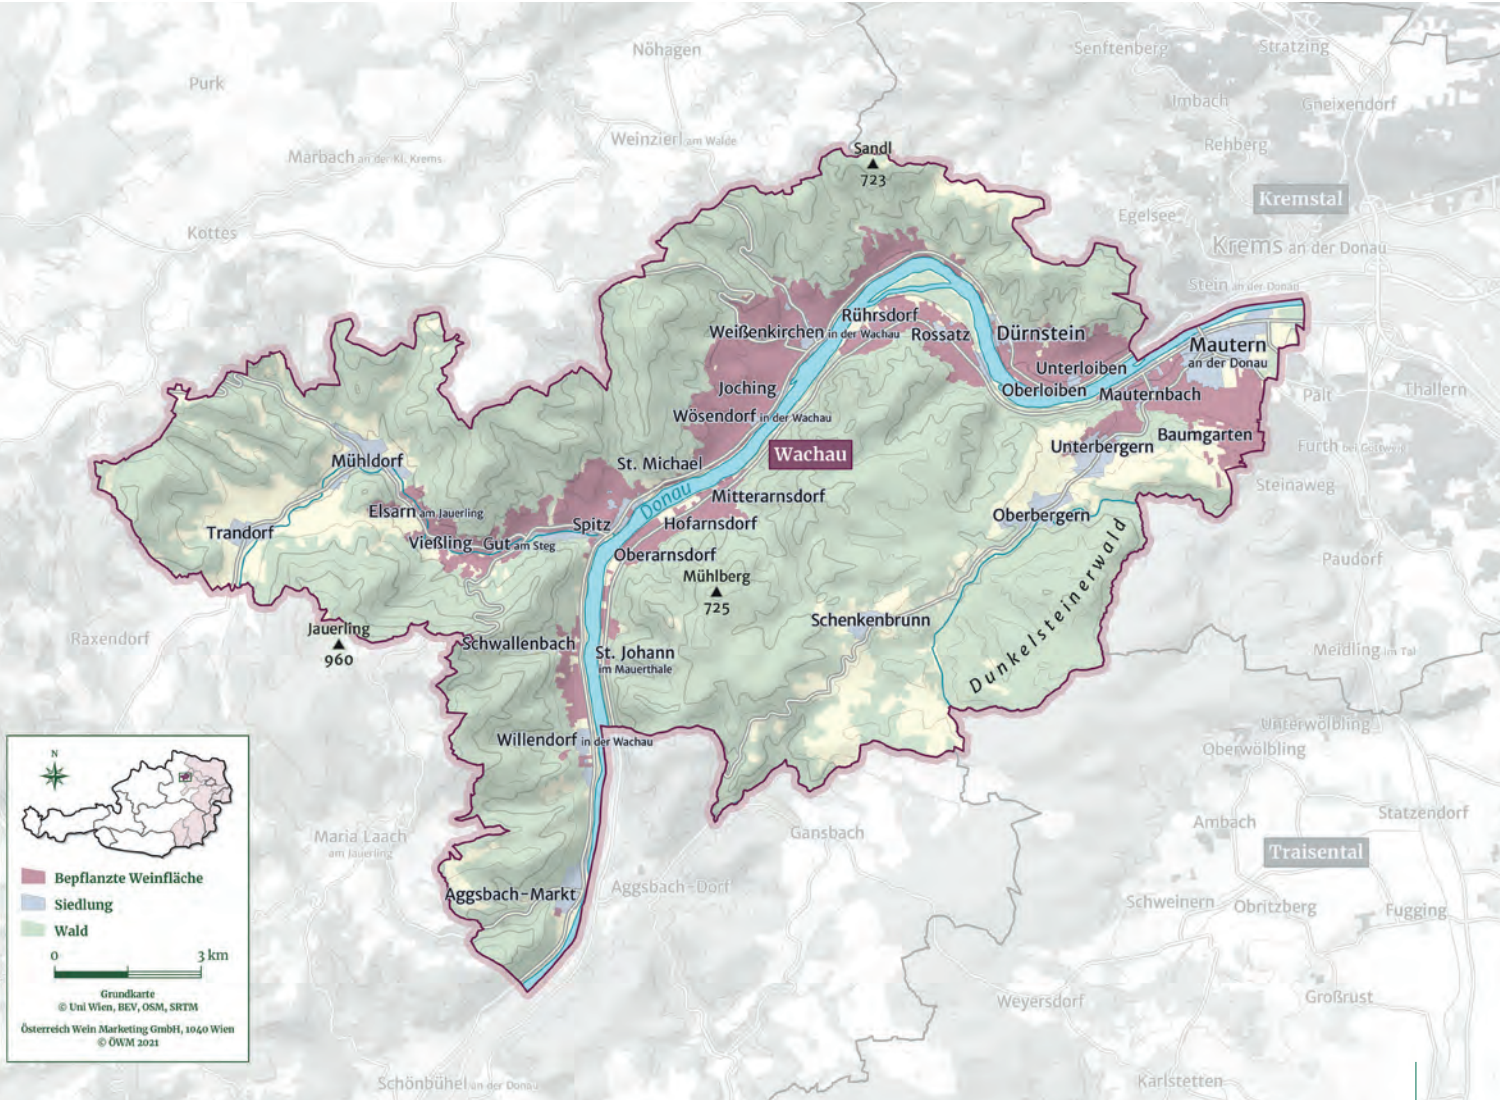 Nöhagen
Senftenberg
Stratzing
Purk
Imbach
Gneixendorf
Weinzierl am Walde
Rehberg
Sandl
723
Marbach an der Kl. Krems
Kremstal
Egelsee
Kottes
Krems an der Donau
Stein an der Donau
Rührsdorf
Weißenkirchen in der Wachau
Rossatz
Dürnstein
Mautern
an der Donau
Unterloiben
Joching
Oberloiben
Mauternbach
Palt
Thallern
Wösendorf in der Wachau
Baumgarten
Unterbergern
Furth bei Göttweig
Wachau
St. Michael
Mühldorf
Steinaweg
Donau
Mitterarnsdorf
Elsarn am Jauerling
Oberbergern
Hofarnsdorf
Spitz
Trandorf
Vießling
Gut am Steg
Oberarnsdorf
Paudorf
Mühlberg
725
Dunkelsteinerwald
Schenkenbrunn
Jauerling
960
Raxendorf
Schwallenbach
St. Johann
im Mauerthale
Meidling im Tal
Unterwölbling
Willendorf in der Wachau
Oberwölbling
N
Statzendorf
Ambach
Maria Laach
am Jauerling
Gansbach
Traisental
Bepflanzte Weinfläche
Aggsbach-Markt
Aggsbach-Dorf
Siedlung
Schweinern
Obritzberg
Fugging
Wald
0 3 km
Grundkarte
© Uni Wien, BEV, OSM, SRTM
Weyersdorf
Großrust
Österreich Wein Marketing GmbH, 1040 Wien
© ÖWM 2021
Schönbühel an der Donau
Karlstetten